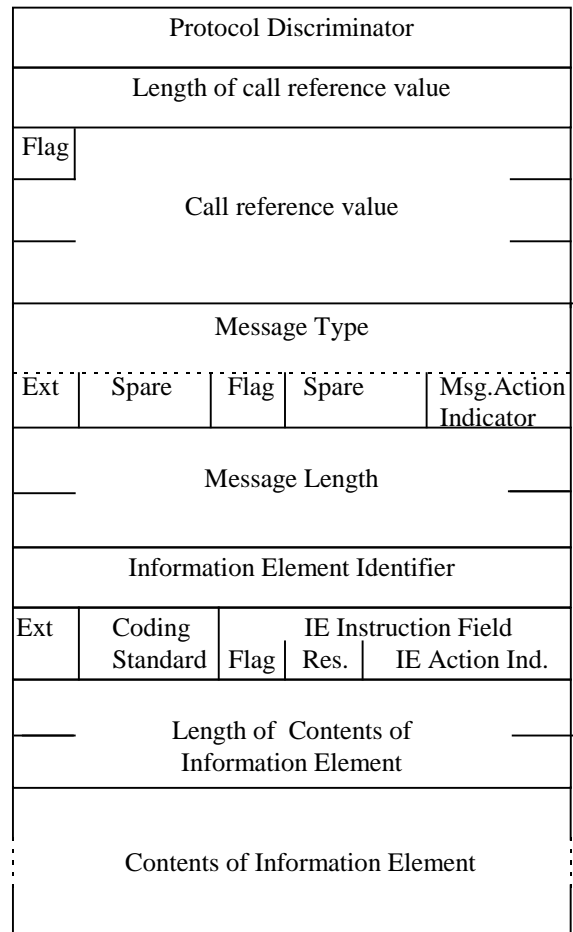 Protocol Discriminator
Length of call reference value
Flag
Call reference value
Message Type
Ext Spare Flag Spare Msg.Action
Indicator
Message Length
Information Element Identifier
Ext Coding IE Instruction Field
Standard Flag Res. IE Action Ind.
Length of Contents of
Information Element
Contents of Information Element